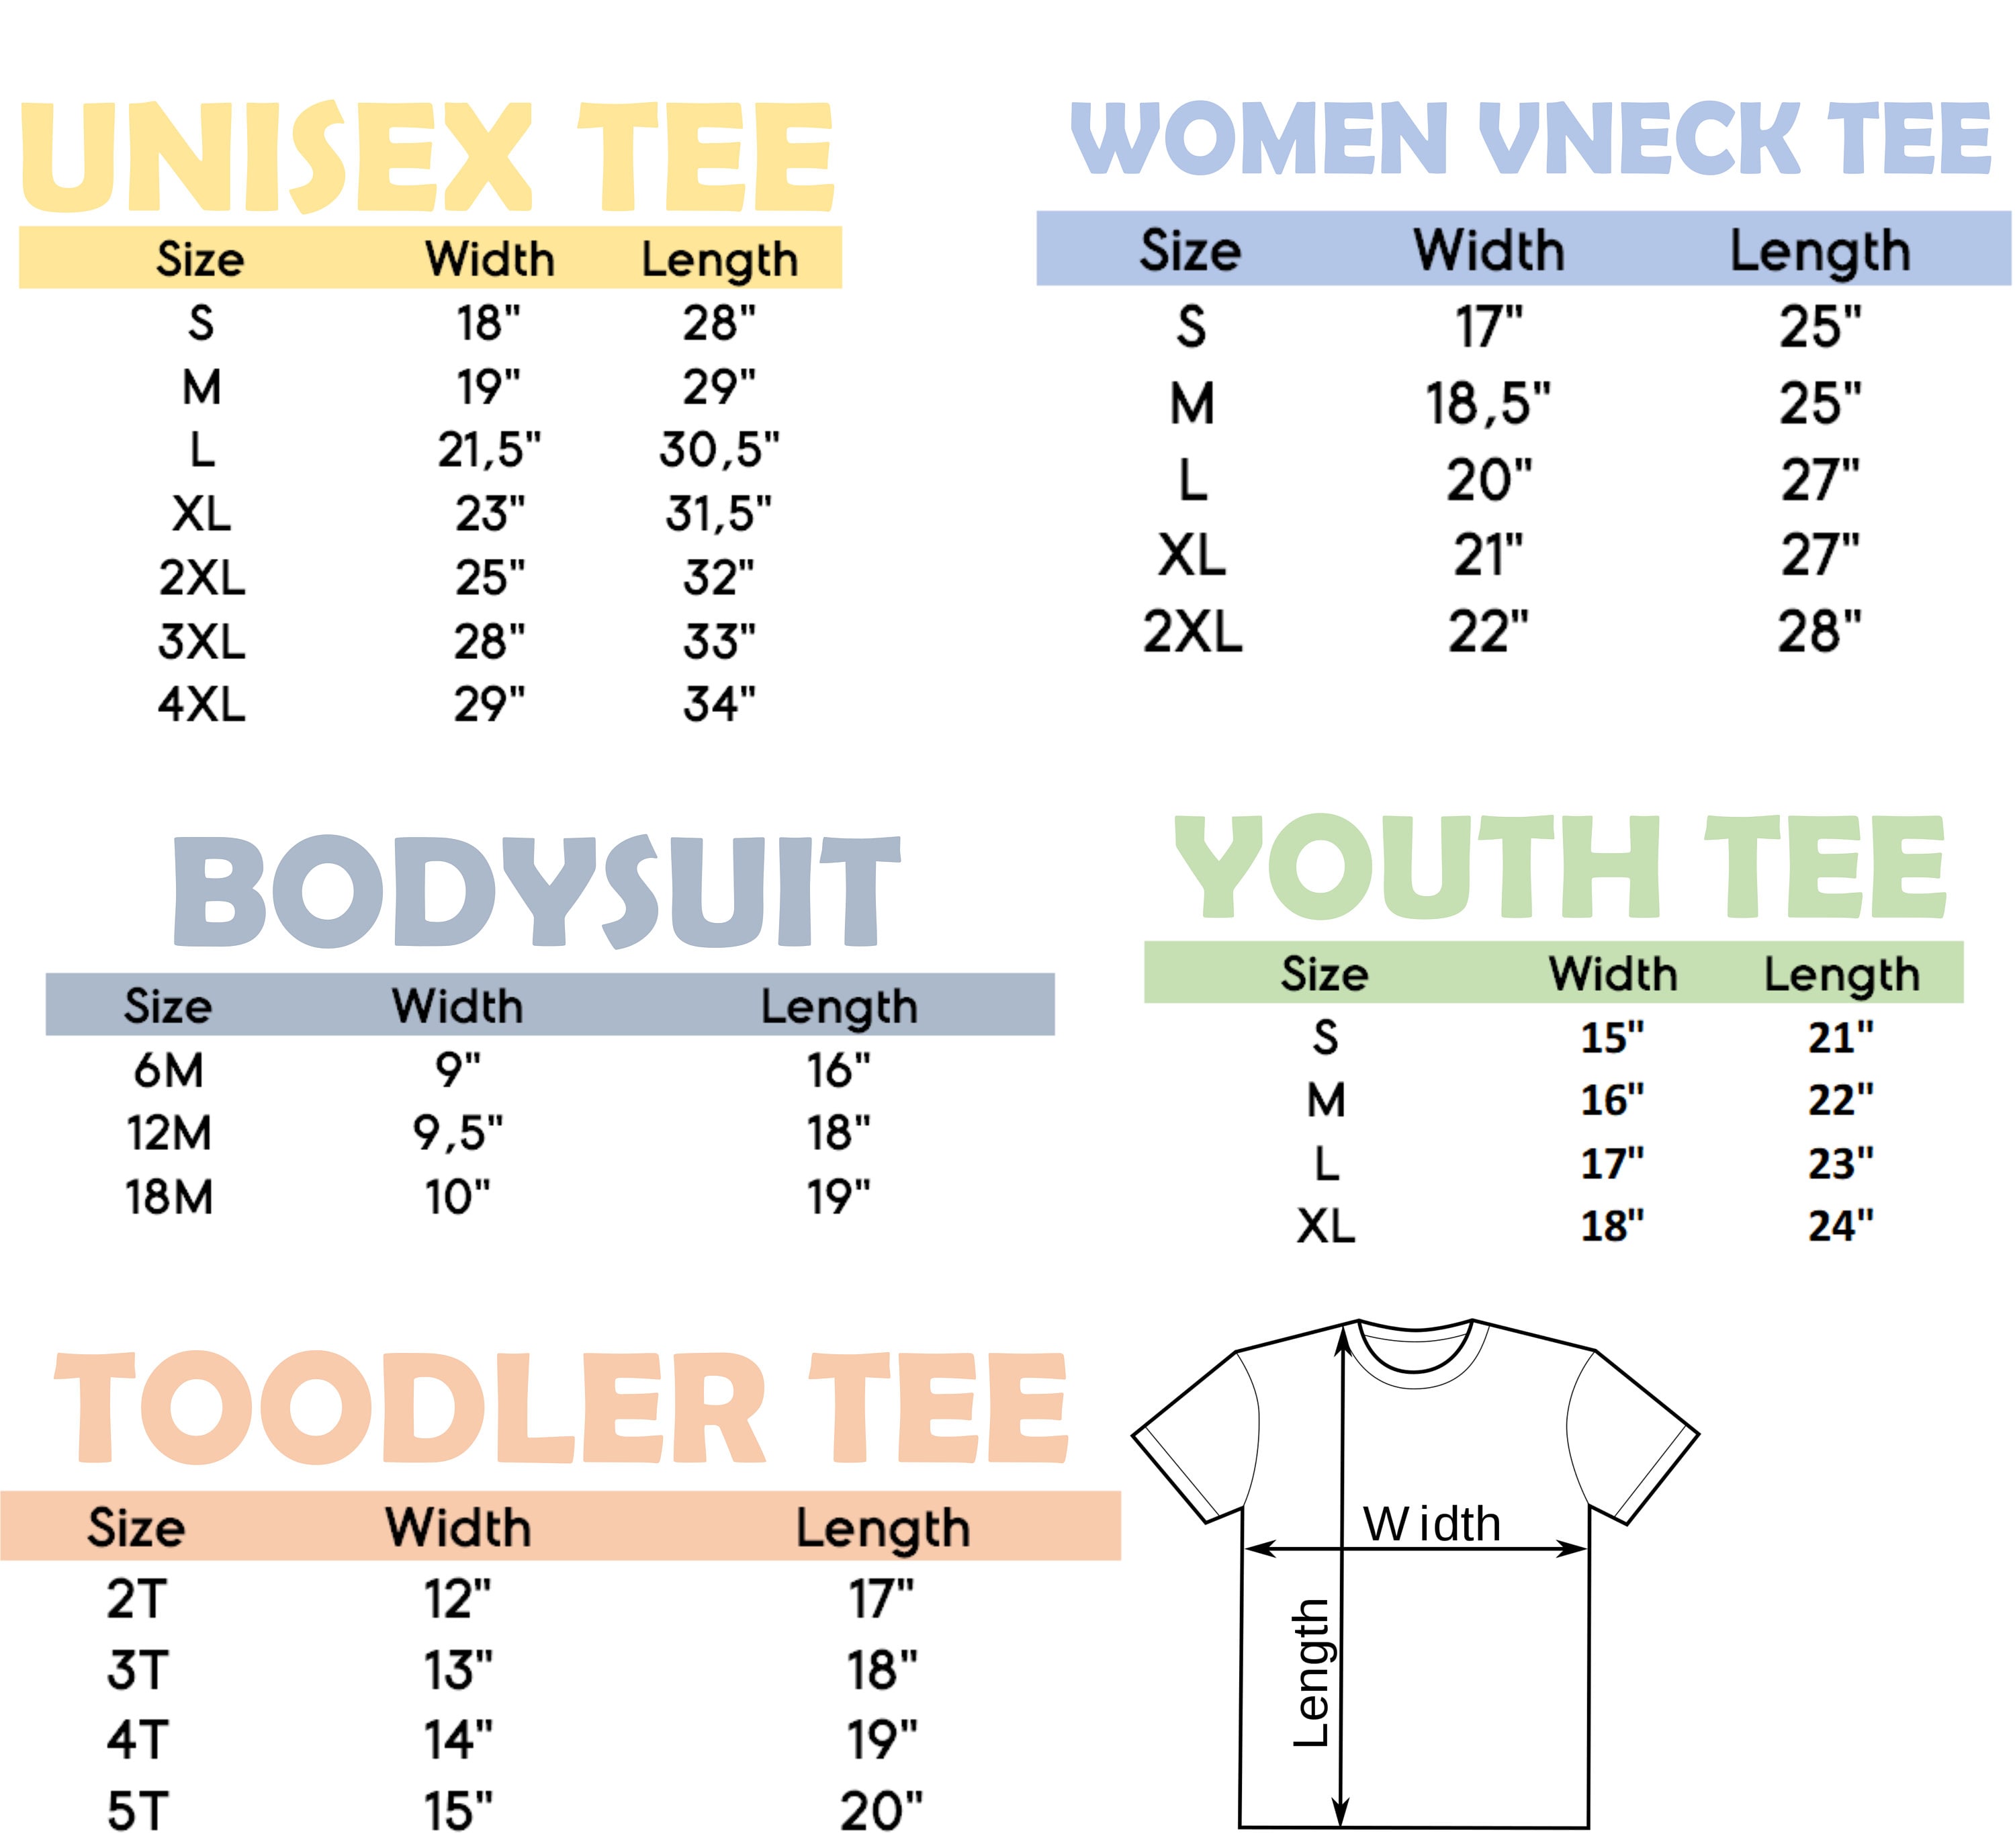 UNISEX TEE
Size Width Length
S 18" 28"
M 19" 29"
L 21,5" 30,5"
XL 23" 31,5"
2XL 25" 32"
3XL 28" 33"
4XL 29" 34"
WOMEN VNECK TEE
Size Width Length
S 17" 25"
M 18,5" 25"
L 20" 27"
XL 21" 27"
2XL 22" 28"
BODYSUIT
Size Width Length
6M 9" 16"
12M 9,5" 18"
18M 10" 19"
YOUTH TEE
Size Width Length
S 15" 21"
M 16" 22"
L 17" 23"
XL 18" 24"
TOODLER TEE
Size Width Length
2T 12" 17"
3T 13" 18"
4T 14" 19"
5T 15" 20"
Width
Length